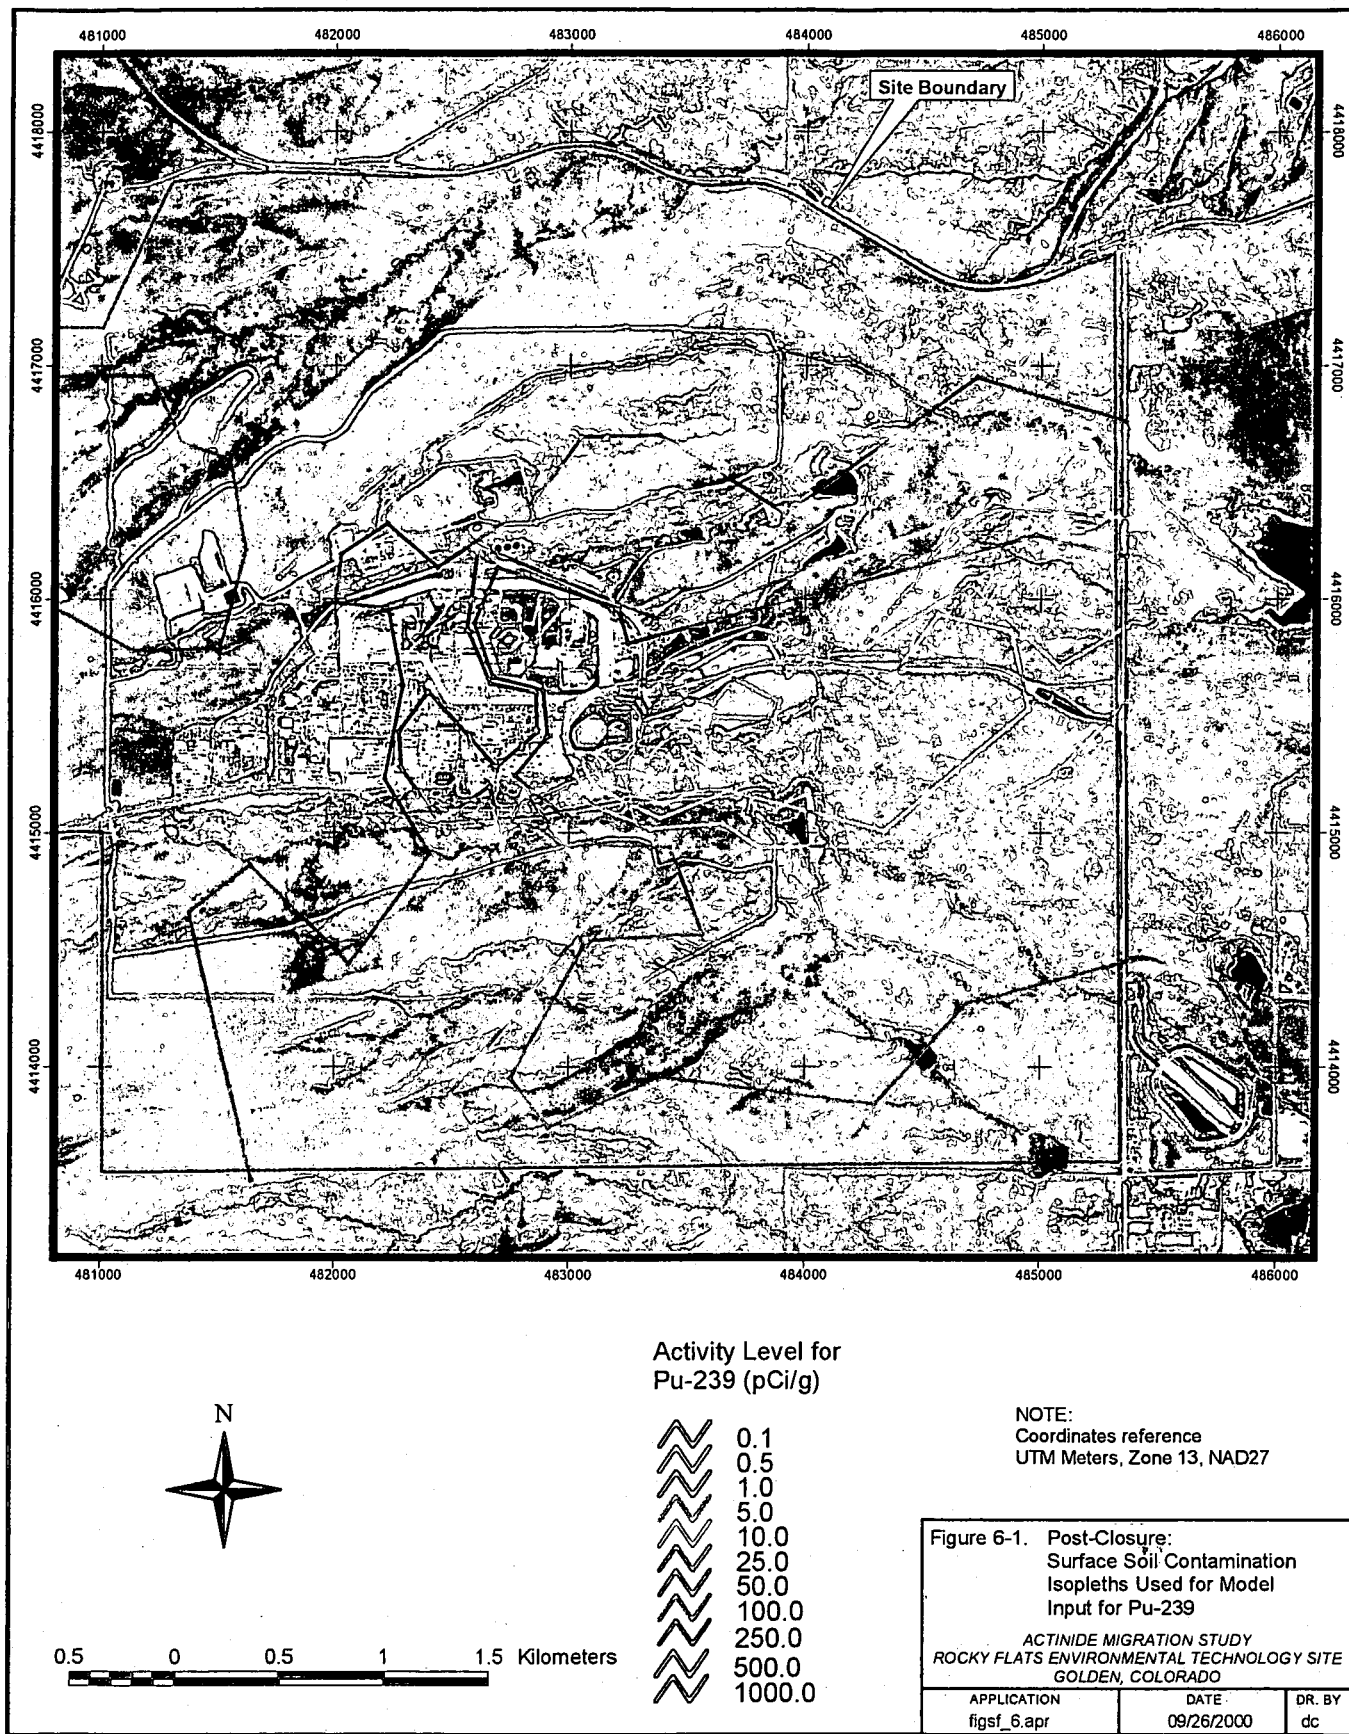 481000 482000 483000 484000 485000 486000
Site Boundary
4418000
4417000
4416000
4415000
4414000
4418000
4417000
4416000
4415000
4414000
481000 482000 483000 484000 485000 486000
Activity Level for
Pu-239 (pCi/g)
0.1
0.5
1.0
5.0
10.0
25.0
50.0
100.0
250.0
500.0
1000.0
N
NOTE:
Coordinates reference
UTM Meters, Zone 13, NAD27
0.5 0 0.5 1 1.5 Kilometers
Figure 6-1. Post-Closure:
Surface Soil Contamination
Isopleths Used for Model
Input for Pu-239
ACTINIDE MIGRATION STUDY
ROCKY FLATS ENVIRONMENTAL TECHNOLOGY SITE
GOLDEN, COLORADO
APPLICATION DATE DR. BY
figsf_6.apr 09/26/2000 dc